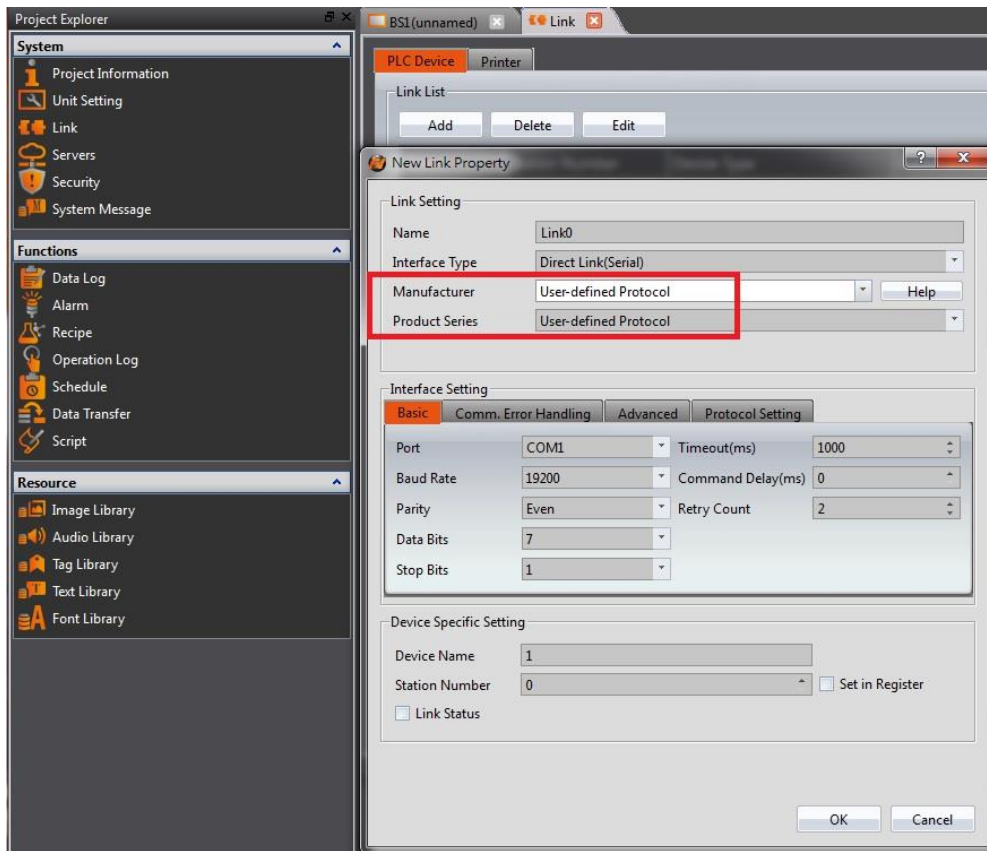 Project Explorer
System
Project Information
Unit Setting
Link
Servers
Security
System Message
Functions
Data Log
Alarm
Recipe
Operation Log
Schedule
Data Transfer
Script
Resource
Image Library
Audio Library
Tag Library
Text Library
Font Library
BS1(unnamed)
Link
PLC Device
Printer
Link List
Add
Delete
Edit
New Link Property
Link Setting
Name
Link0
Interface Type
Direct Link(Serial)
Manufacturer
User-defined Protocol
Help
Product Series
User-defined Protocol
Interface Setting
Basic
Comm. Error Handling
Advanced
Protocol Setting
Port
COM1
Timeout(ms)
1000
Baud Rate
19200
Command Delay(ms)
0
Parity
Even
Retry Count
2
Data Bits
7
Stop Bits
1
Device Specific Setting
Device Name
1
Station Number
0
Set in Register
Link Status
OK
Cancel